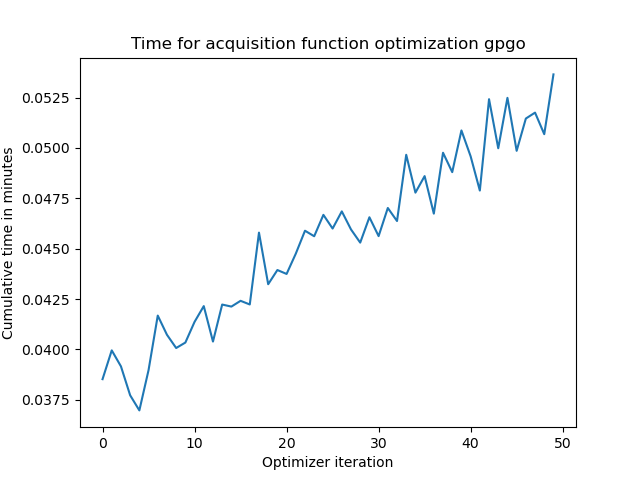 Time for acquisition function optimization gpgo
Cumulative time in minutes
0.0525
0.0500
0.0475
0.0450
0.0425
0.0400
0.0375
0 10 20 30 40 50
Optimizer iteration